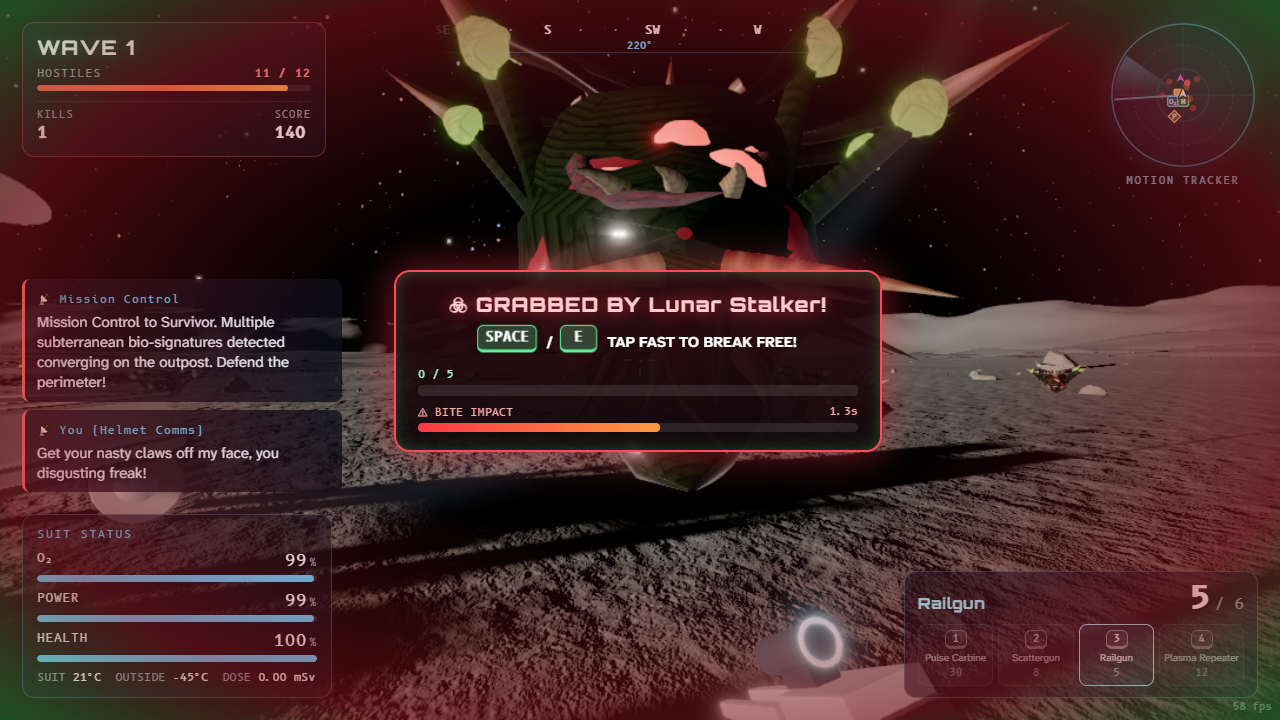 WAVE 1
HOSTILES 11 / 12
KILLS SCORE
1 140
SE S SW W
220°
MOTION TRACKER
O₂ H
P
Mission Control
Mission Control to Survivor. Multiple
subterranean bio-signatures detected
converging on the outpost. Defend the
perimeter!
You [Helmet Comms]
Get your nasty claws off my face, you
disgusting freak!
GRABBED BY Lunar Stalker!
SPACE / E TAP FAST TO BREAK FREE!
0 / 5
BITE IMPACT 1.3s
SUIT STATUS
O₂ 99%
POWER 99%
HEALTH 100%
SUIT 21°C OUTSIDE -45°C DOSE 0.00 mSv
Railgun 5 / 6
1 2 3 4
Pulse Carbine Scattergun Railgun Plasma Repeater
30 8 5 12
58 fps